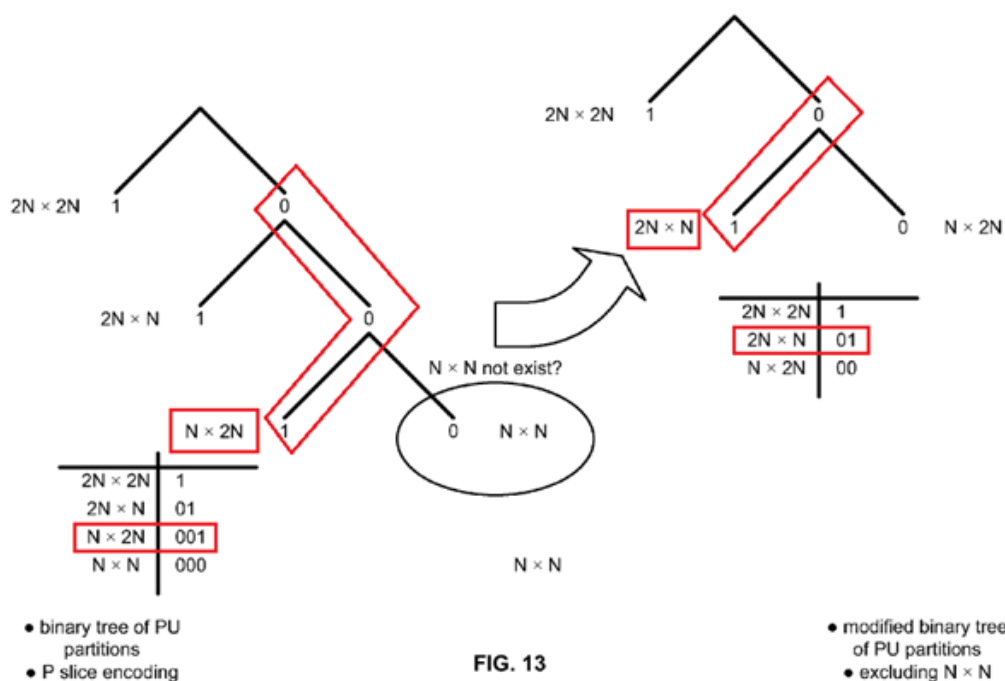 2N × 2N 1 0
2N × N 1 0
N × 2N 1 0 N × N
N × N not exist?
2N × 2N 1
2N × N 01
N × 2N 001
N × N 000
N × N
• binary tree of PU
partitions
• P slice encoding
2N × 2N 1 0
2N × N 1 0 N × 2N
2N × 2N 1
2N × N 01
N × 2N 00
• modified binary tree
of PU partitions
• excluding N × N
FIG. 13